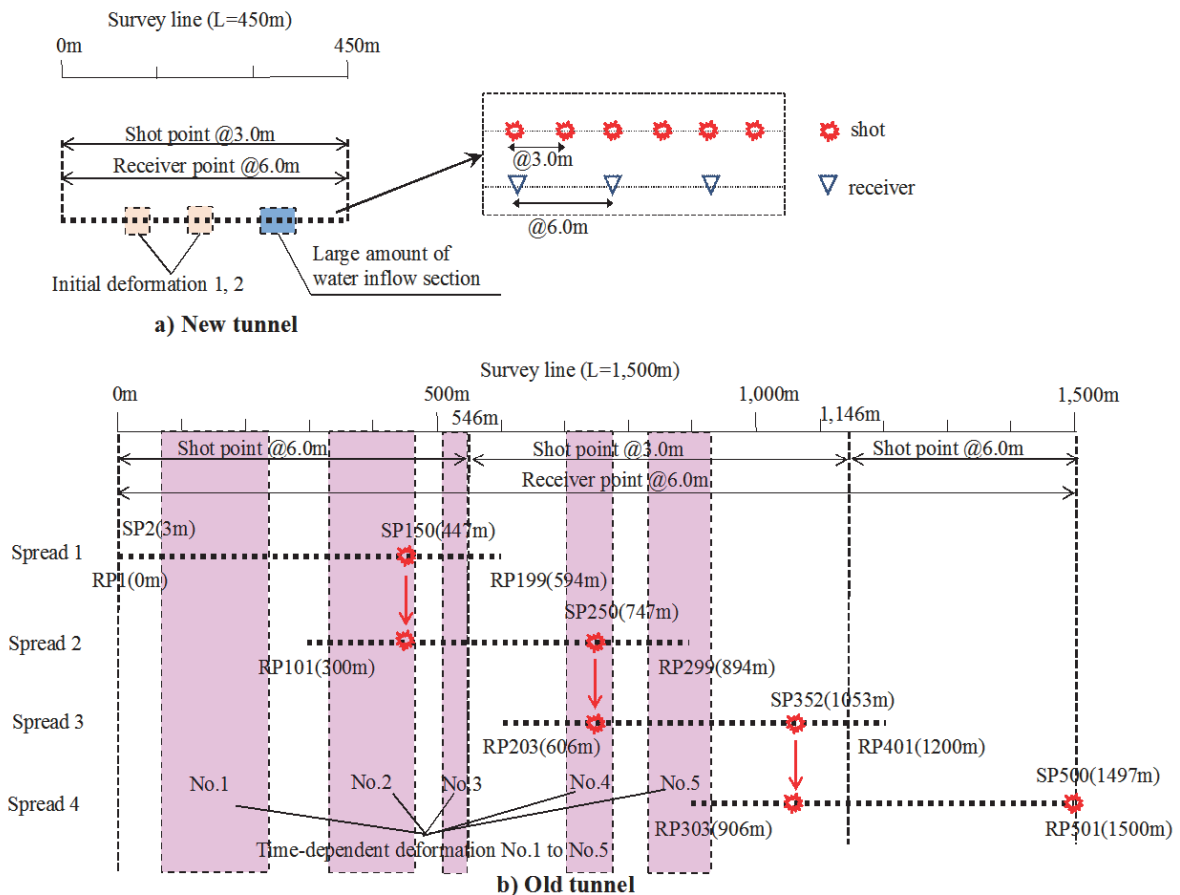 Survey line (L=450m)
0m
450m
Shot point @3.0m
Receiver point @6.0m
Initial deformation 1, 2
Large amount of
water inflow section
@3.0m
@6.0m
shot
receiver
a) New tunnel
Survey line (L=1,500m)
0m
500m
546m
1,000m
1,146m
1,500m
Shot point @6.0m
Shot point @3.0m
Shot point @6.0m
Receiver point @6.0m
SP2(3m)
SP150(447m)
Spread 1
RP1(0m)
RP199(594m)
SP250(747m)
Spread 2
RP101(300m)
RP299(894m)
SP352(1053m)
Spread 3
RP203(606m)
RP401(1200m)
No.1
No.2
No.3
No.4
No.5
SP500(1497m)
Spread 4
RP303(906m)
RP501(1500m)
Time-dependent deformation No.1 to No.5
b) Old tunnel